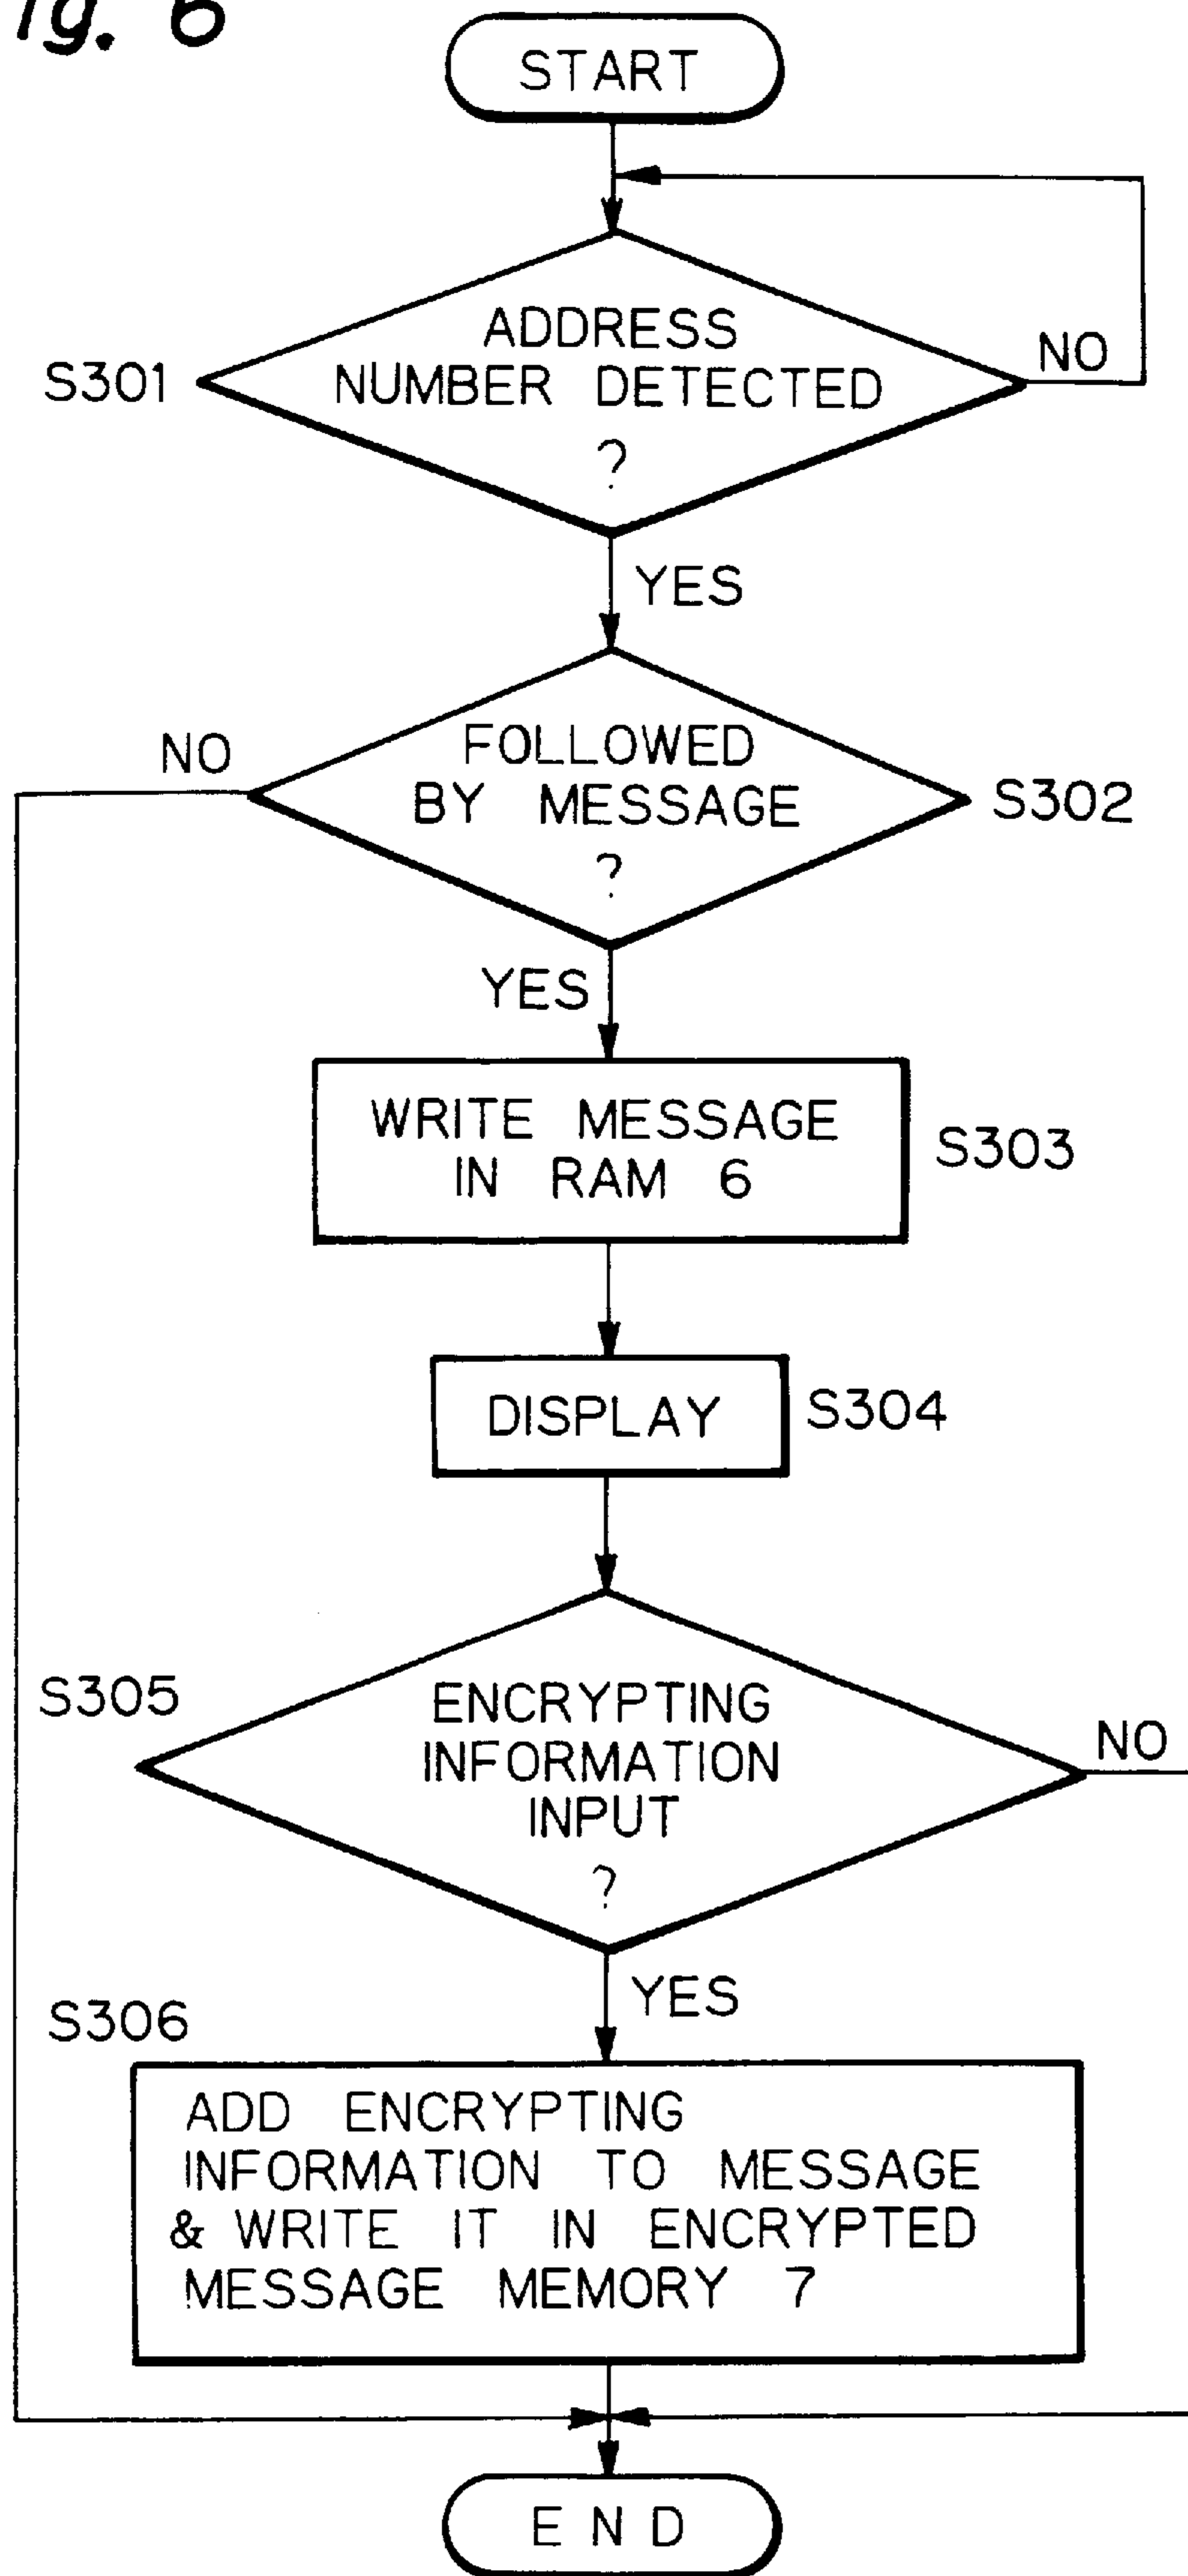 ig. 6
START
ADDRESS
S301
NUMBER DETECTED
NO
?
YES
NO
FOLLOWED
BY MESSAGE
S302
?
YES
WRITE MESSAGE
IN RAM 6
S303
DISPLAY
S304
S305
ENCRYPTING
INFORMATION
INPUT
?
NO
YES
S306
ADD ENCRYPTING
INFORMATION TO MESSAGE
& WRITE IT IN ENCRYPTED
MESSAGE MEMORY 7
END